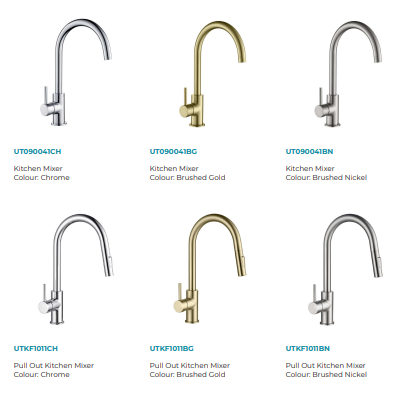 UT090041CH
UT090041BG
UT090041BN
Kitchen Mixer
Colour: Chrome
Kitchen Mixer
Colour: Brushed Gold
Kitchen Mixer
Colour: Brushed Nickel
UTKF1011CH
UTKF1011BG
UTKF1011BN
Pull Out Kitchen Mixer
Colour: Chrome
Pull Out Kitchen Mixer
Colour: Brushed Gold
Pull Out Kitchen Mixer
Colour: Brushed Nickel